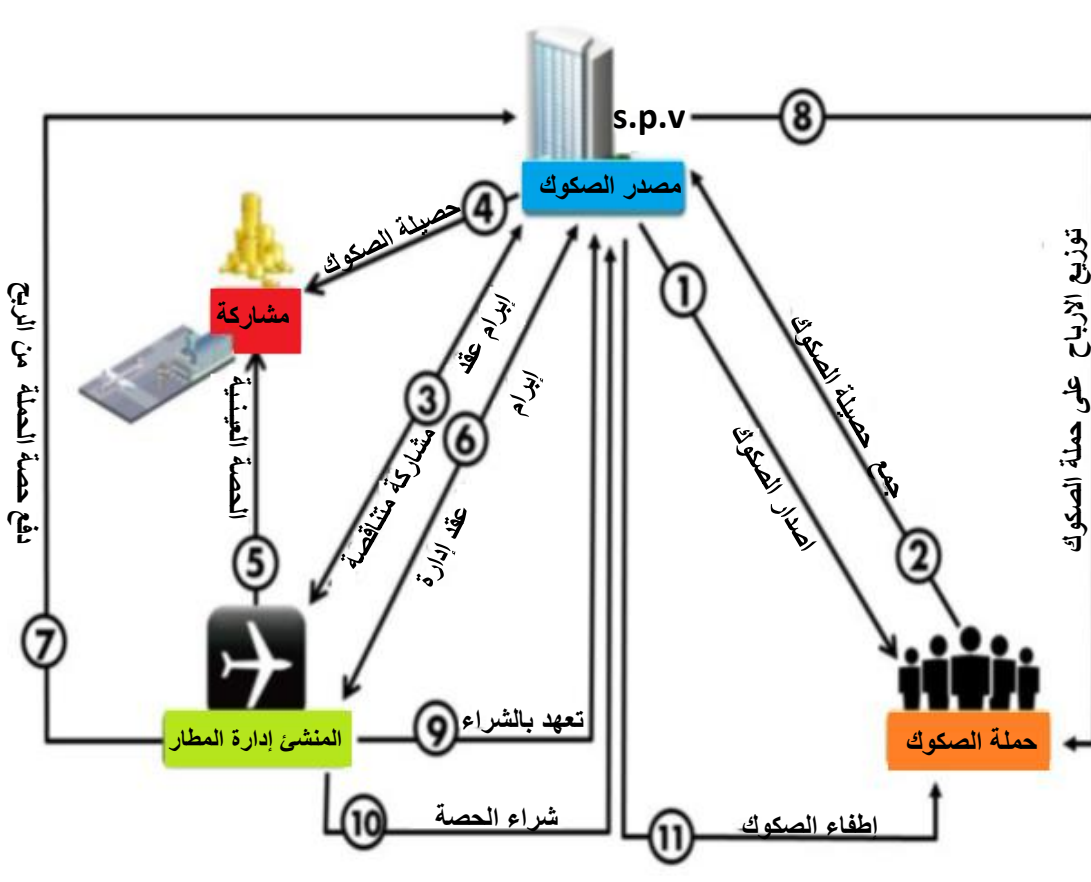 s.p.v
8
مصدر الصكوك
4
حصيلة الصكوك
مشاركة
1
اصدار الصكوك
2
جمع حصيلة الصكوك
3
إبرام عقد
مشاركة متناقصة
6
إبرام
عقد إدارة
5
الحصة العينية
7
دفع حصة الحملة من الربح
توزيع الارباح على حملة الصكوك
المنشئ إدارة المطار
حملة الصكوك
9
تعهد بالشراء
10
شراء الحصة
11
إطفاء الصكوك